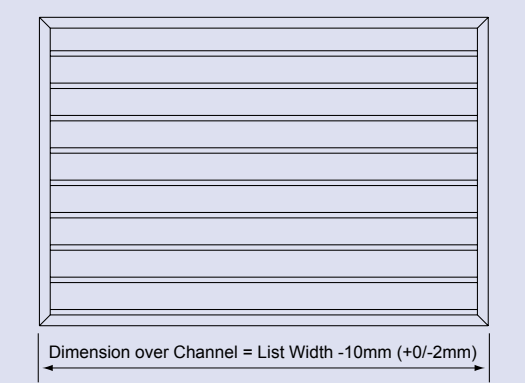 Dimension over Channel = List Width -10mm (+0/-2mm)